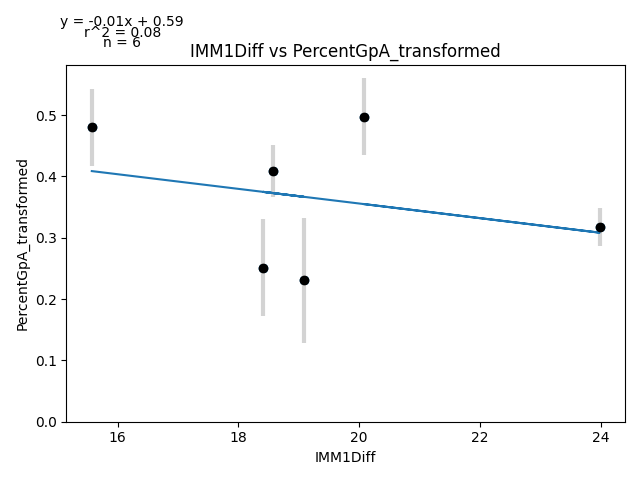 y = -0.01x + 0.59
r^2 = 0.08
n = 6
IMM1Diff vs PercentGpA_transformed
PercentGpA_transformed
0.5
0.4
0.3
0.2
0.1
0.0
16 18 20 22 24
IMM1Diff